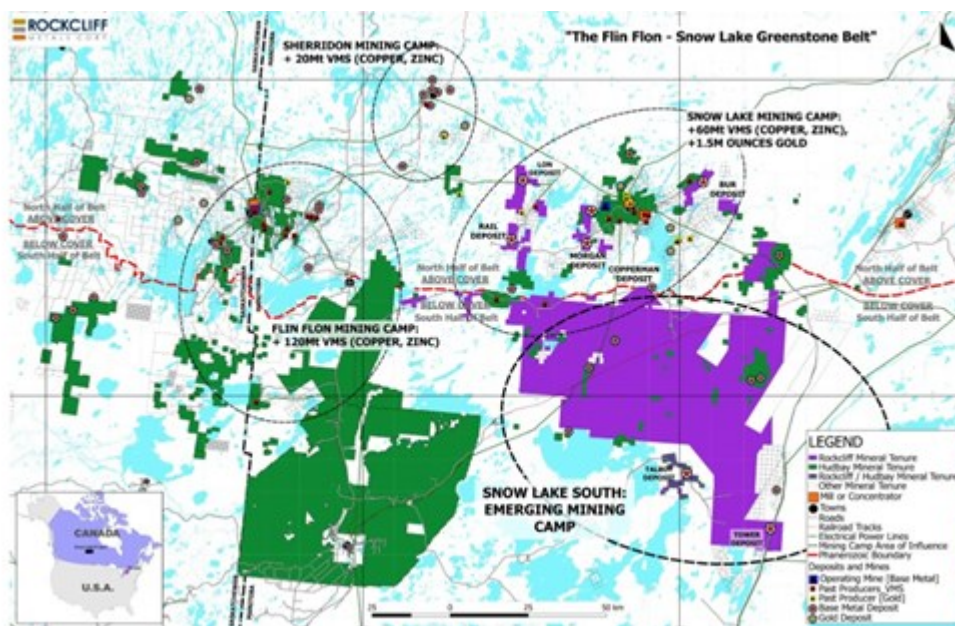 ROCKCLIFF
METALS CORP
"The Flin Flon - Snow Lake Greenstone Belt"
SHERRIDON MINING CAMP:
+ 20Mt VMS (COPPER, ZINC)
SNOW LAKE MINING CAMP:
+60Mt VMS (COPPER, ZINC),
+1.5M OUNCES GOLD
LON
DEPOSIT
BUR
DEPOSIT
RAIL
DEPOSIT
MORGAN
DEPOSIT
COPPERMAN
DEPOSIT
North Half of Belt
ABOVE COVER
BELOW COVER
South Half of Belt
North Half of Belt
ABOVE COVER
BELOW COVER
South Half of Belt
North Half of Belt
ABOVE COVER
BELOW COVER
South Half of Belt
FLIN FLON MINING CAMP:
+ 120Mt VMS (COPPER, ZINC)
SNOW LAKE SOUTH:
EMERGING MINING
CAMP
TALBOT
DEPOSIT
TOWER
DEPOSIT
LEGEND
Rockcliff Mineral Tenure
Hudbay Mineral Tenure
Rockcliff / Hudbay Mineral Tenure
Other Mineral Tenure
Mill or Concentrator
Towns
Roads
Railroad Tracks
Electrical Power Lines
Mining Camp Area of Influence
Phanerozoic Boundary
Deposits and Mines
Operating Mine [Base Metal]
Past Producers_VMS
Past Producer [Gold]
Base Metal Deposit
Gold Deposit
CANADA
U.S.A.
25 0 25 50 km